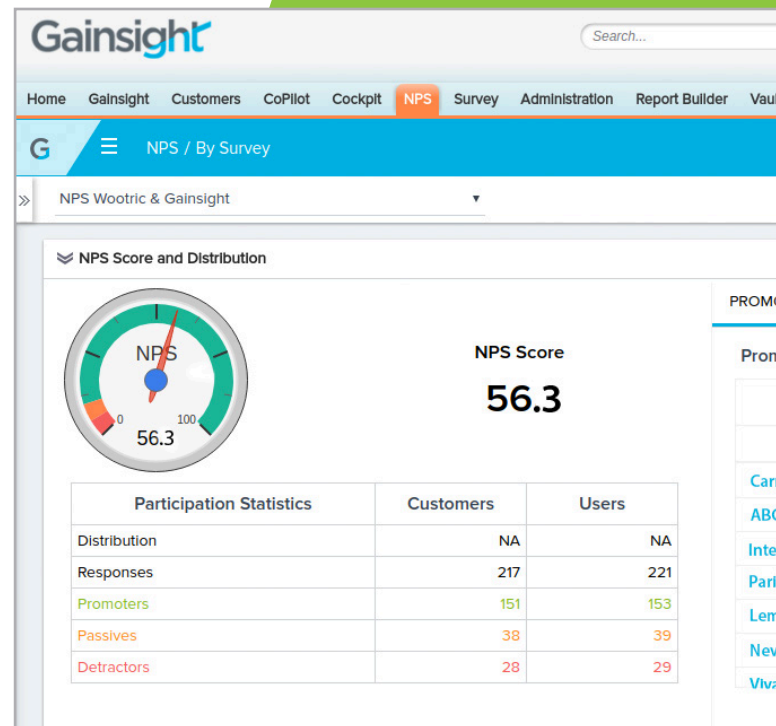 Gainsight
Search...
Home Gainsight Customers CoPilot Cockpit NPS Survey Administration Report Builder
G NPS / By Survey
NPS Wootric & Gainsight
NPS Score and Distribution
NPS
0 100
56.3
NPS Score
56.3
Participation Statistics Customers Users
Distribution NA NA
Responses 217 221
Promoters 151 153
Passives 38 39
Detractors 28 29
ABC